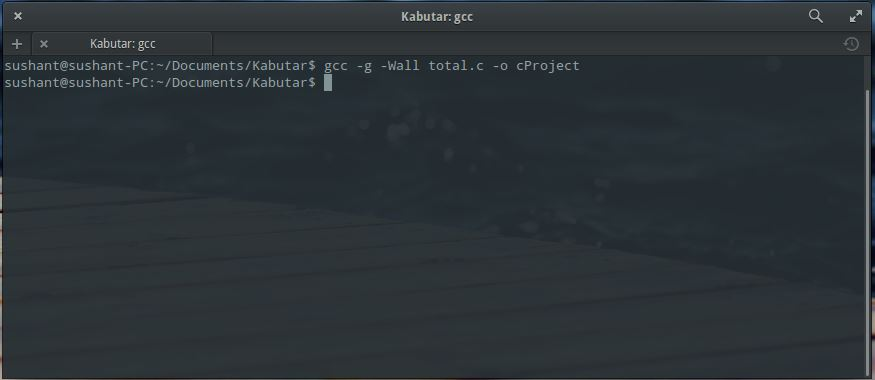 Kabutar: gcc
Kabutar: gcc
sushant@sushant-PC:~/Documents/Kabutar$ gcc -g -Wall total.c -o cProject
sushant@sushant-PC:~/Documents/Kabutar$